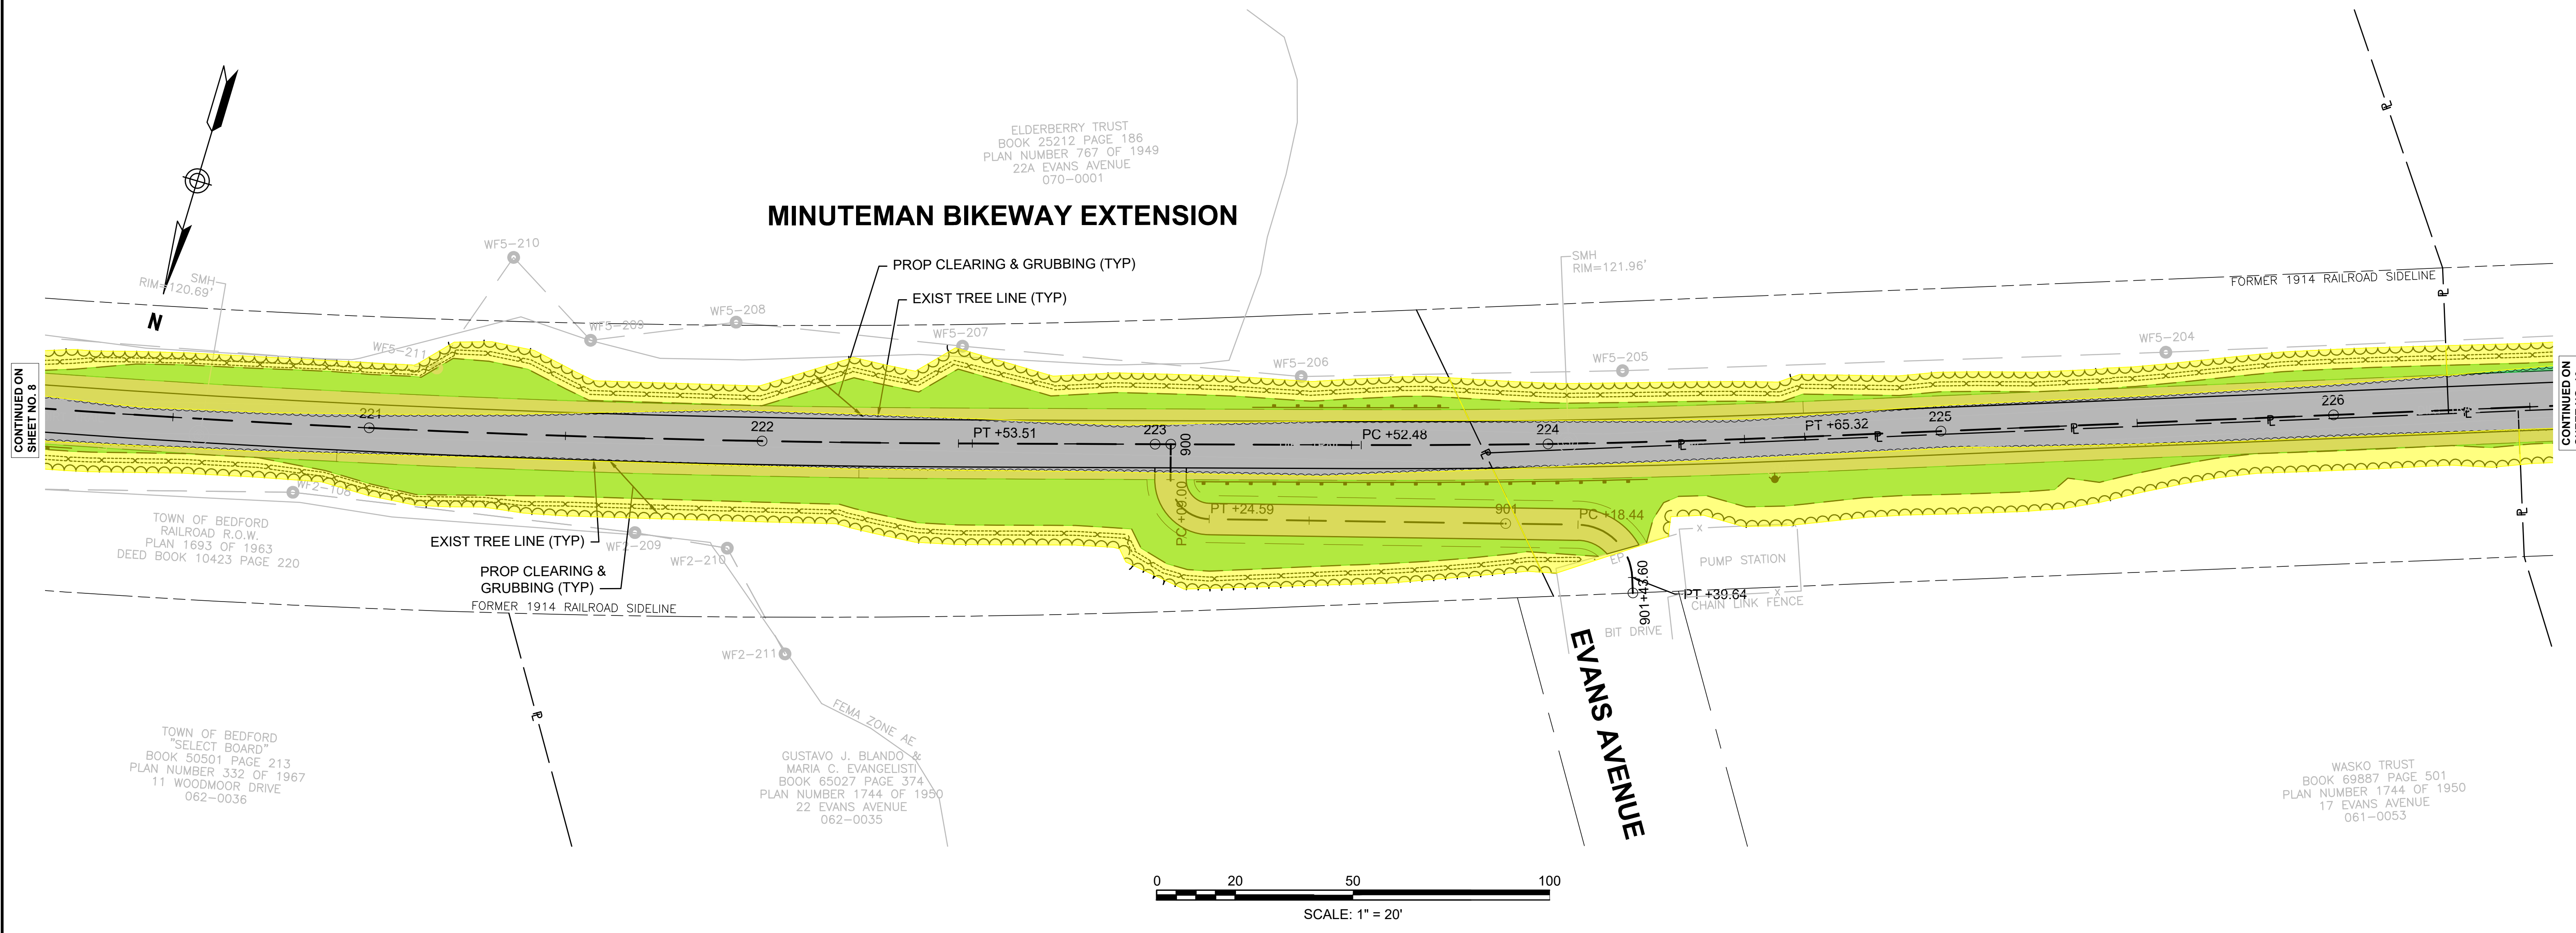 ELDERBERRY TRUST
BOOK 25212 PAGE 186
PLAN NUMBER 767 OF 1949
22A EVANS AVENUE
070-0001
MINUTEMAN BIKEWAY EXTENSION
PROP CLEARING & GRUBBING (TYP)
EXIST TREE LINE (TYP)
SMH
RIM=120.69'
N
WF5-210
WF5-209
WF5-208
WF5-207
WF5-211
WF5-206
WF5-205
WF5-204
SMH
RIM=121.96'
FORMER 1914 RAILROAD SIDELINE
CONTINUED ON
SHEET NO. 8
CONTINUED ON
221
222
PT +53.51
223
900
PC +52.48
224
PT +65.32
225
226
PC +09.00
PT +24.59
901
PC +18.44
WF2-108
TOWN OF BEDFORD
RAILROAD R.O.W.
PLAN 1693 OF 1963
DEED BOOK 10423 PAGE 220
EXIST TREE LINE (TYP)
WF2-209
WF2-210
PROP CLEARING &
GRUBBING (TYP)
FORMER 1914 RAILROAD SIDELINE
WF2-211
EP
PUMP STATION
901+43.60
PT +39.64
CHAIN LINK FENCE
BIT DRIVE
EVANS AVENUE
FEMA ZONE AE
TOWN OF BEDFORD
"SELECT BOARD"
BOOK 50501 PAGE 213
PLAN NUMBER 332 OF 1967
11 WOODMOOR DRIVE
062-0036
GUSTAVO J. BLANDO &
MARIA C. EVANGELISTI
BOOK 65027 PAGE 374
PLAN NUMBER 1744 OF 1950
22 EVANS AVENUE
062-0035
WASKO TRUST
BOOK 69887 PAGE 501
PLAN NUMBER 1744 OF 1950
17 EVANS AVENUE
061-0053
0 20 50 100
SCALE: 1" = 20'